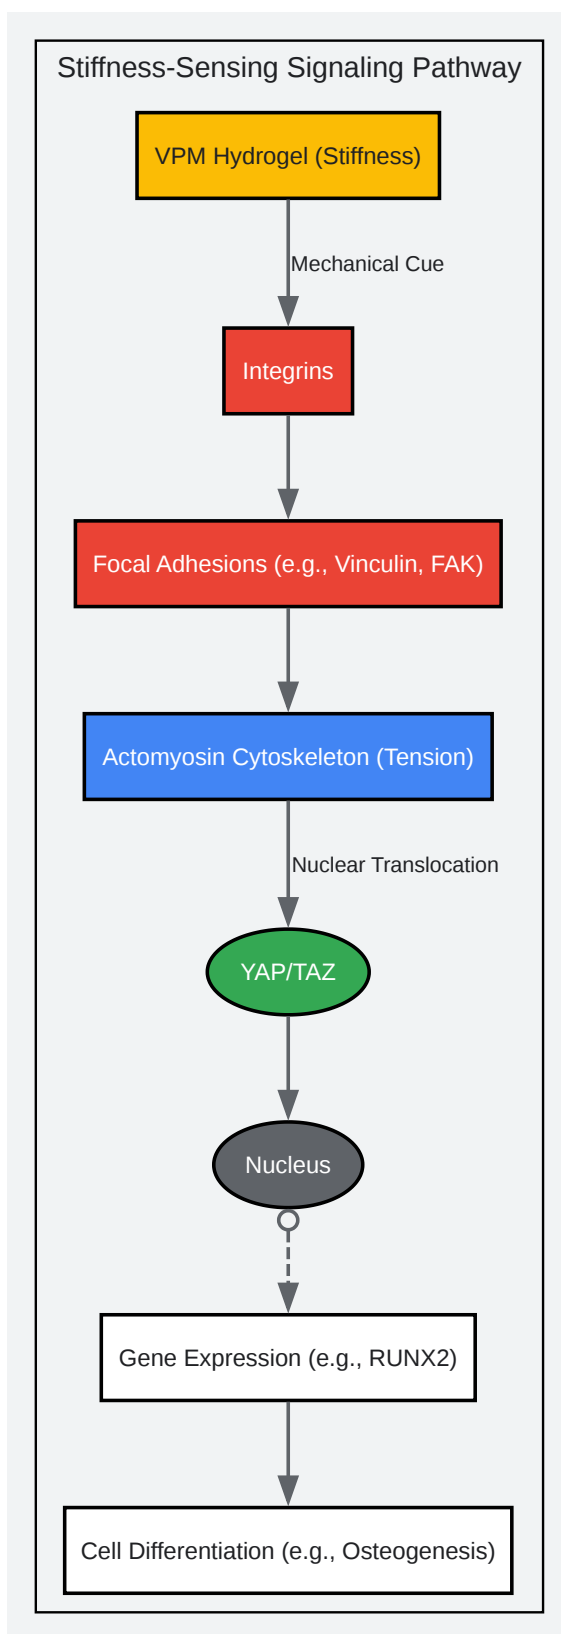 Stiffness-Sensing Signaling Pathway
VPM Hydrogel (Stiffness)
Mechanical Cue
Integrins
Focal Adhesions (e.g., Vinculin, FAK)
Actomyosin Cytoskeleton (Tension)
Nuclear Translocation
YAP/TAZ
Nucleus
Gene Expression (e.g., RUNX2)
Cell Differentiation (e.g., Osteogenesis)